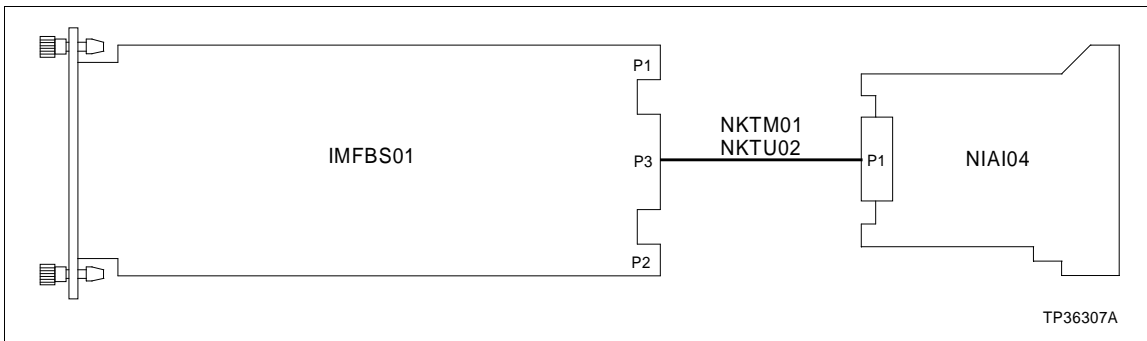 P1
IMFBS01
P3
P2
NKTM01
NKTU02
P1
NIAI04
TP36307A